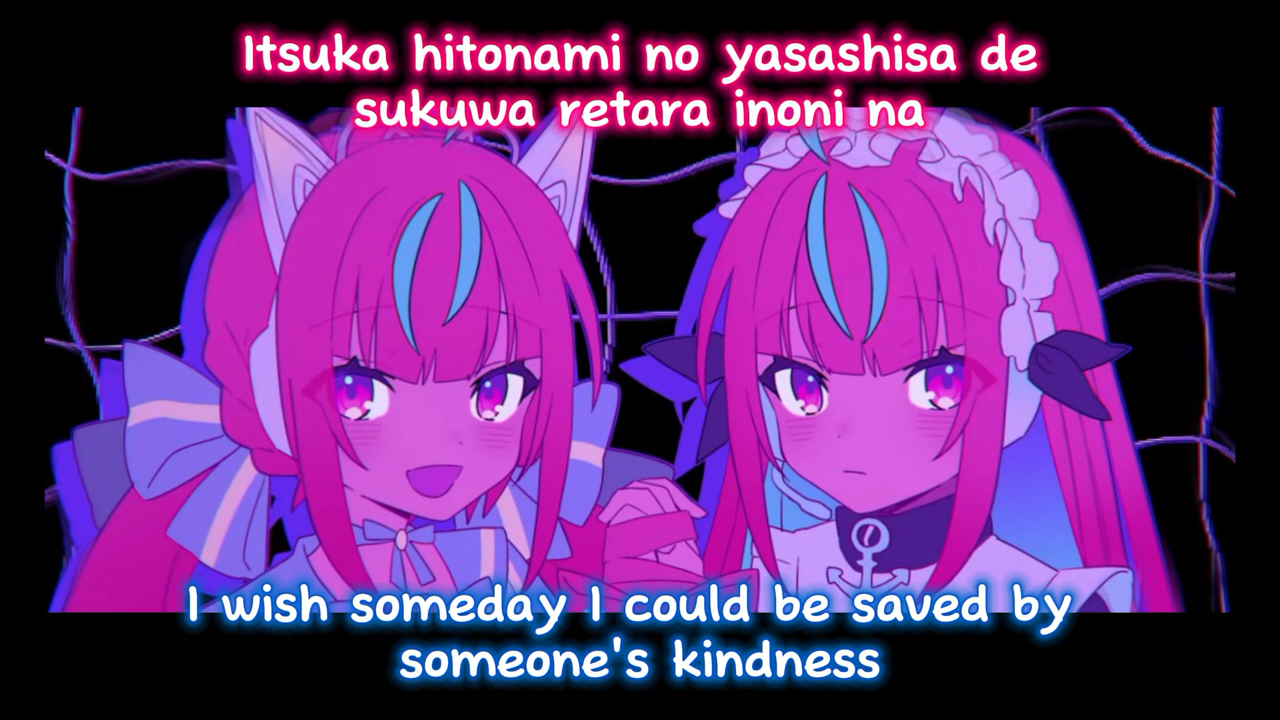 Itsuka hitonami no yasashisa de
sukuwa retara inoni na
I wish someday I could be saved by
someone's kindness